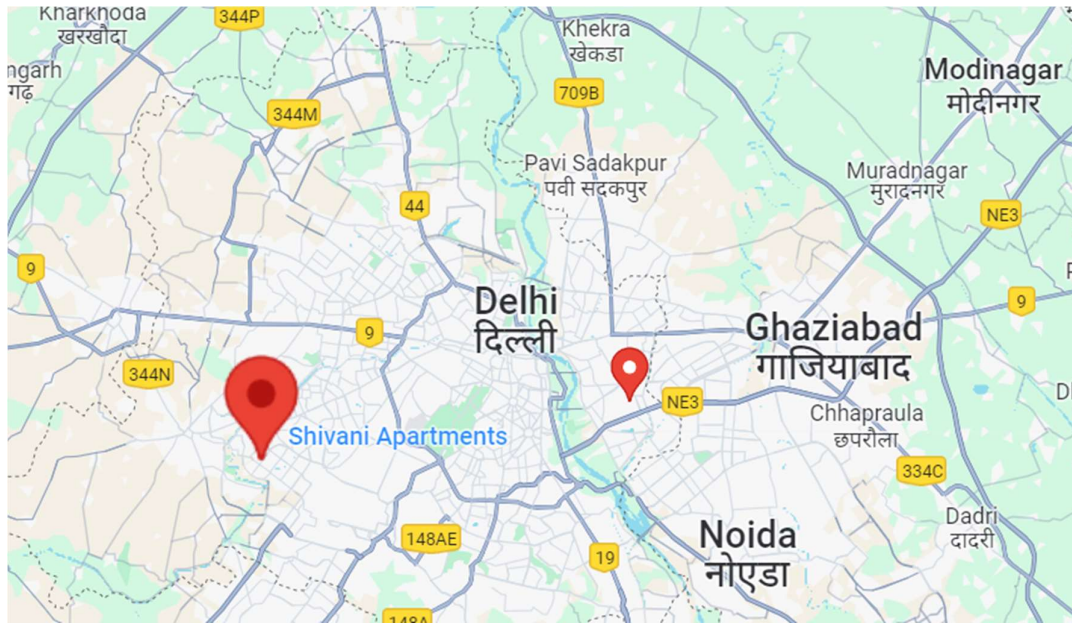 Kharkhoda
खरखौदा
344P
Khekra
खेकडा
ngarh
गढ़
709B
Modinagar
मोदीनगर
344M
Pavi Sadakpur
पवी सदकपुर
Muradnagar
मुरादनगर
44
NE3
9
9
Delhi
दिल्ली
9
Ghaziabad
गाजियाबाद
344N
NE3
Chhapraula
छपरौला
Shivani Apartments
334C
Dadri
दादरी
148AE
19
Noida
नोएडा
148A